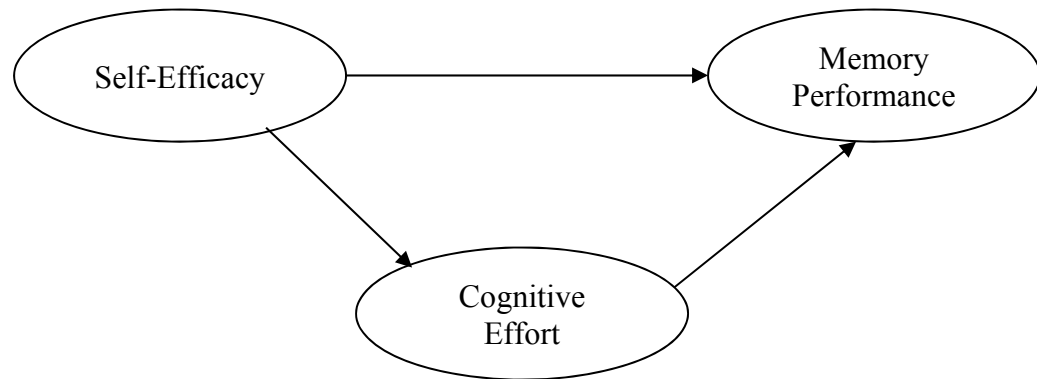 Self-Efficacy
Memory
Performance
Cognitive
Effort